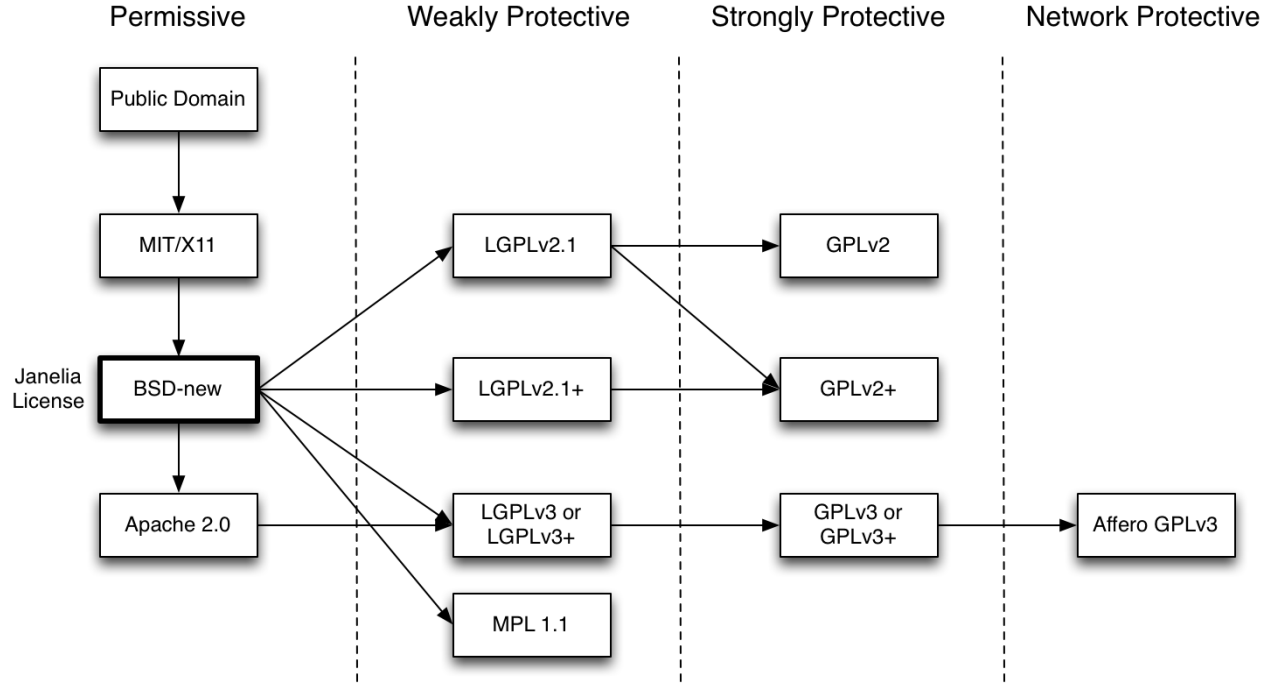 Permissive
Weakly Protective
Strongly Protective
Network Protective
Public Domain
MIT/X11
LGPLv2.1
GPLv2
Janelia
License
BSD-new
LGPLv2.1+
GPLv2+
Apache 2.0
LGPLv3 or
LGPLv3+
GPLv3 or
GPLv3+
Affero GPLv3
MPL 1.1